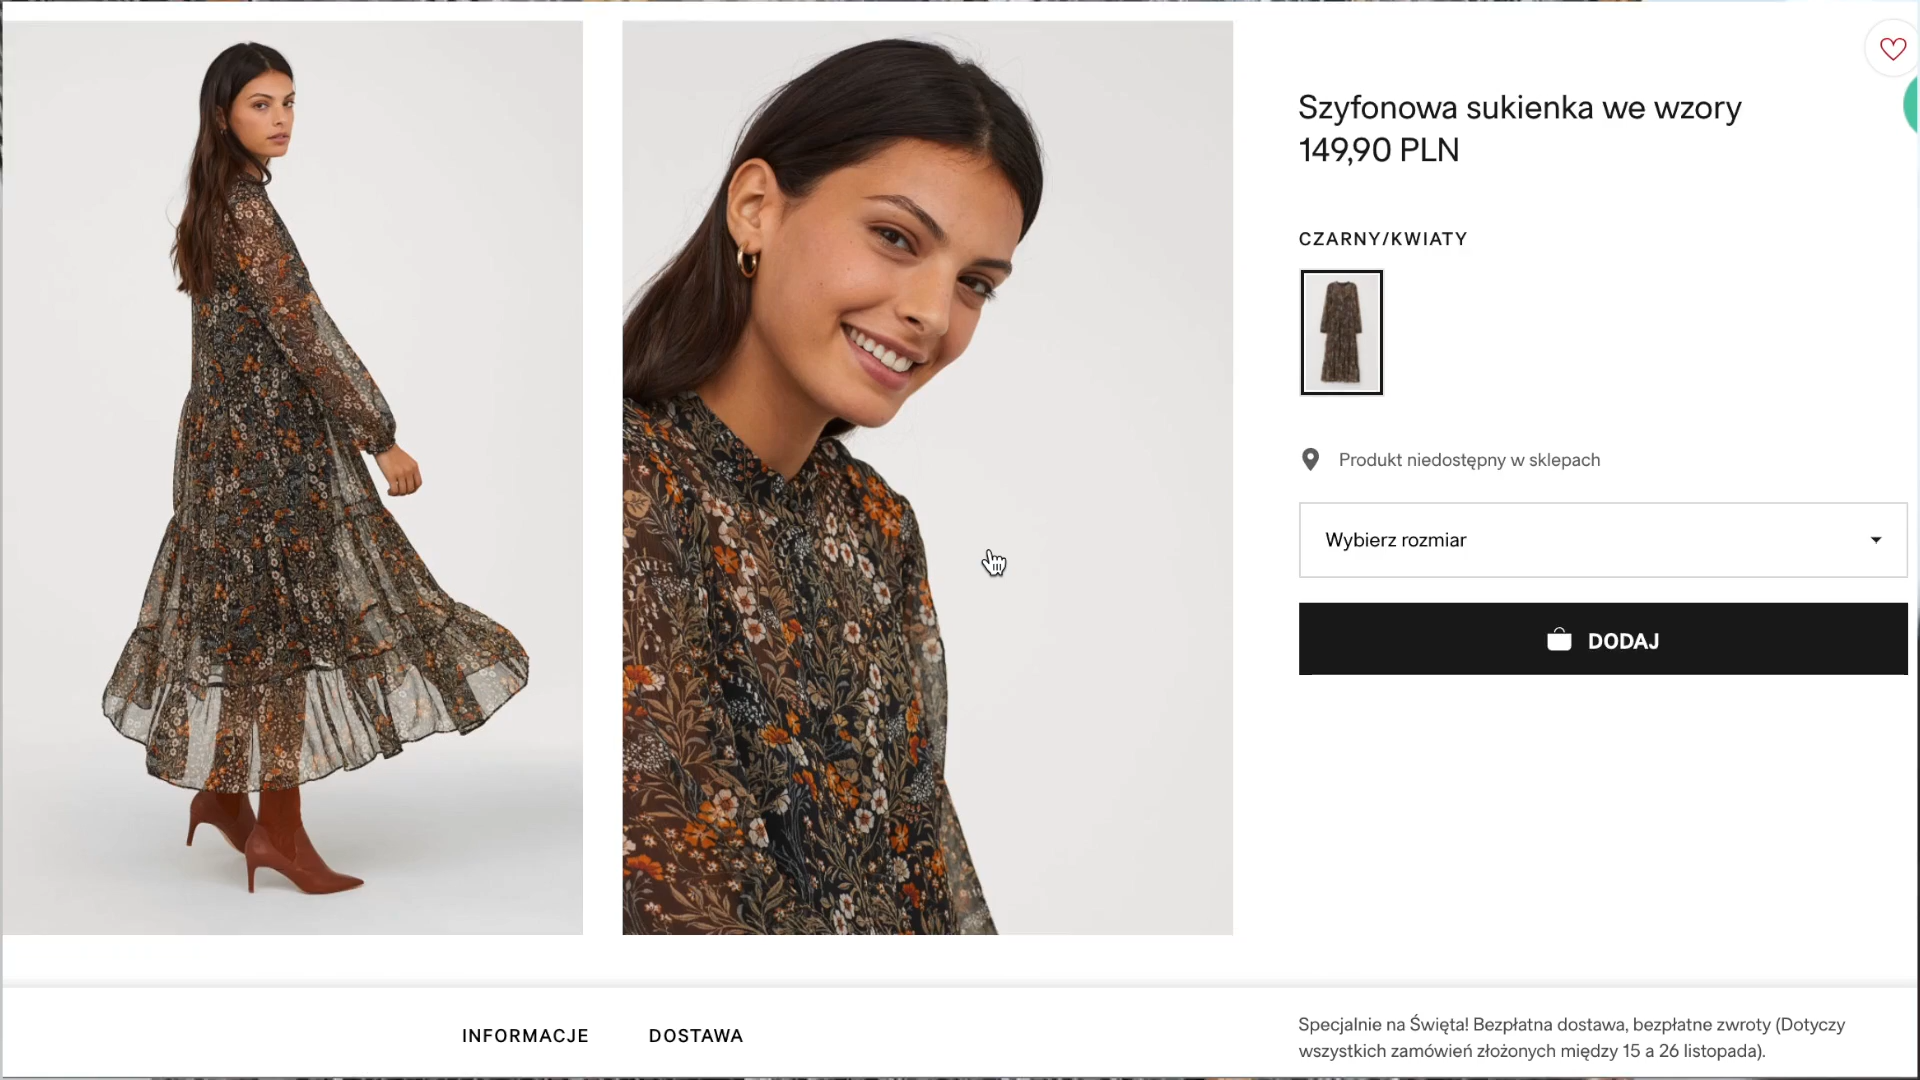 Szyfonowa sukienka we wzory
149,90 PLN
CZARNY/KWIATY
Produkt niedostępny w sklepach
Wybierz rozmiar
DODAJ
INFORMACJE
DOSTAWA
Specjalnie na Święta! Bezpłatna dostawa, bezpłatne zwroty (Dotyczy
wszystkich zamówień złożonych między 15 a 26 listopada).